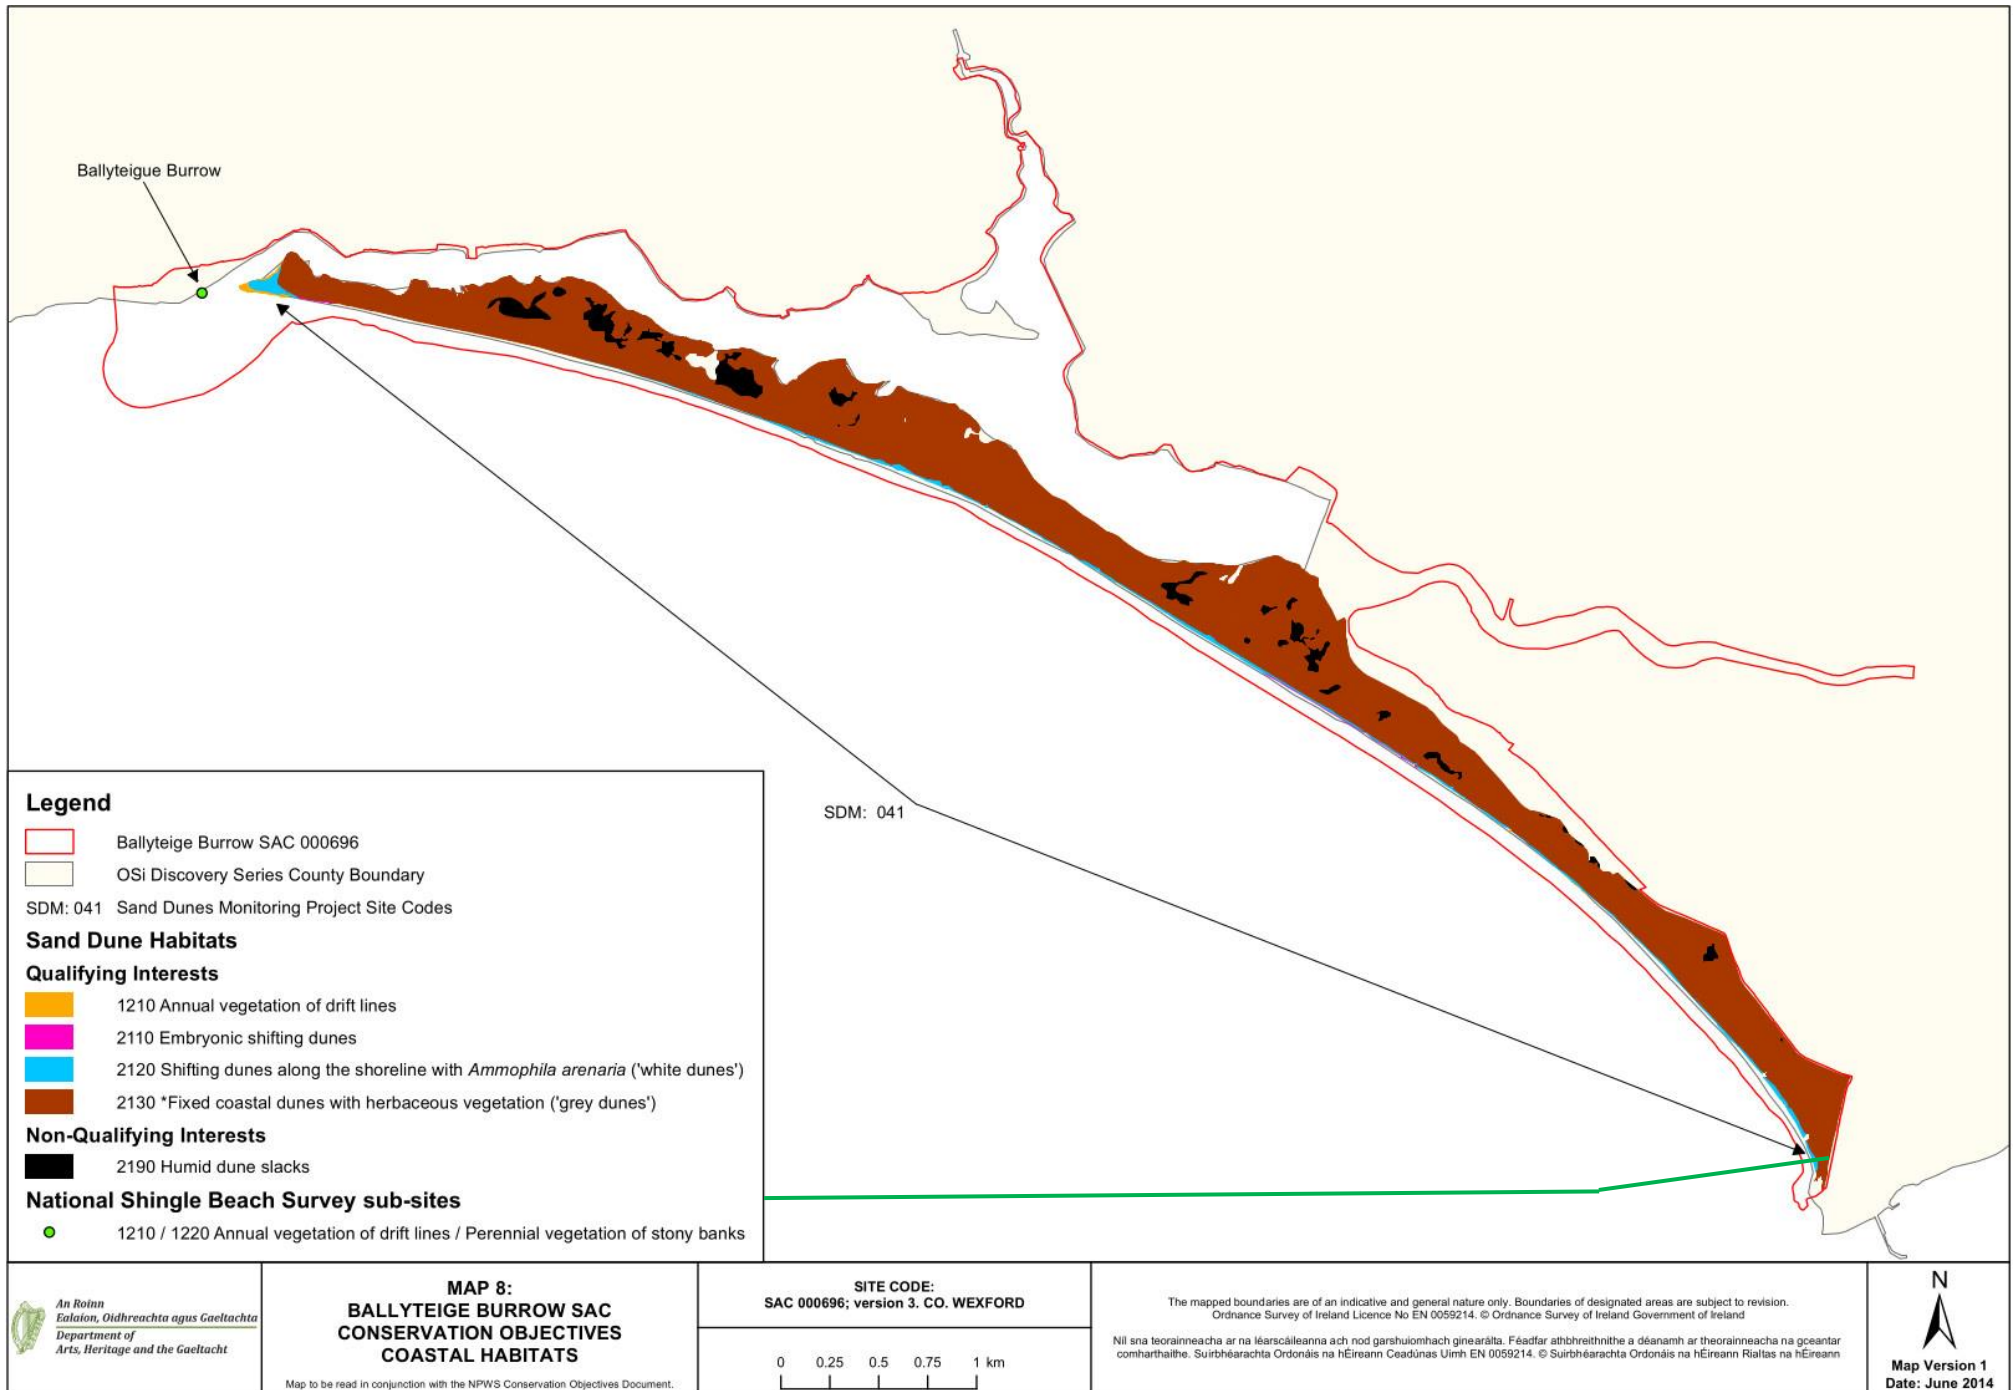 Ballyteigue Burrow
SDM: 041
Legend
Ballyteige Burrow SAC 000696
OSi Discovery Series County Boundary
SDM: 041 Sand Dunes Monitoring Project Site Codes
Sand Dune Habitats
Qualifying Interests
1210 Annual vegetation of drift lines
2110 Embryonic shifting dunes
2120 Shifting dunes along the shoreline with Ammophila arenaria ('white dunes')
2130 *Fixed coastal dunes with herbaceous vegetation ('grey dunes')
Non-Qualifying Interests
2190 Humid dune slacks
National Shingle Beach Survey sub-sites
1210 / 1220 Annual vegetation of drift lines / Perennial vegetation of stony banks
An Roinn
Ealaíon, Oidhreachta agus Gaeltachta
Department of
Arts, Heritage and the Gaeltacht
MAP 8:
BALLYTEIGE BURROW SAC
CONSERVATION OBJECTIVES
COASTAL HABITATS
Map to be read in conjunction with the NPWS Conservation Objectives Document.
SITE CODE:
SAC 000696; version 3. CO. WEXFORD
0 0.25 0.5 0.75 1 km
The mapped boundaries are of an indicative and general nature only. Boundaries of designated areas are subject to revision.
Ordnance Survey of Ireland Licence No EN 0059214. © Ordnance Survey of Ireland Government of Ireland
Níl sna teorainneacha ar na léarscáileanna ach nod garshuiomhach ginearálta. Féadfar athbhreithnithe a déanamh ar theorainneacha na gceantar
comharthaithe. Suirbhéarachta Ordonáis na hÉireann Ceadúnas Uimh EN 0059214. © Suirbhéarachta Ordonáis na hÉireann Rialtas na hÉireann
N
Map Version 1
Date: June 2014